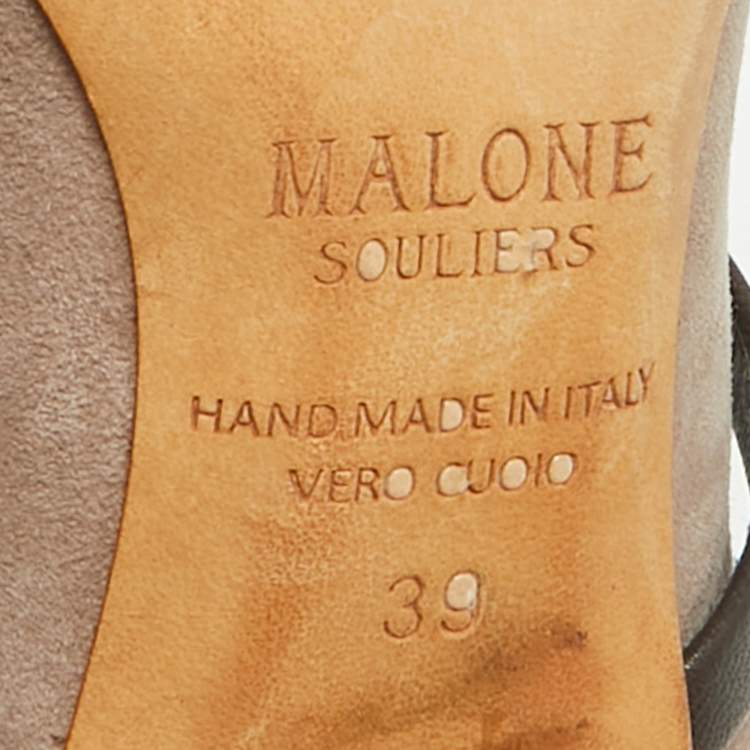 MALONE
SOULIERS
HAND MADE IN ITALY
VERO CUOIO
39